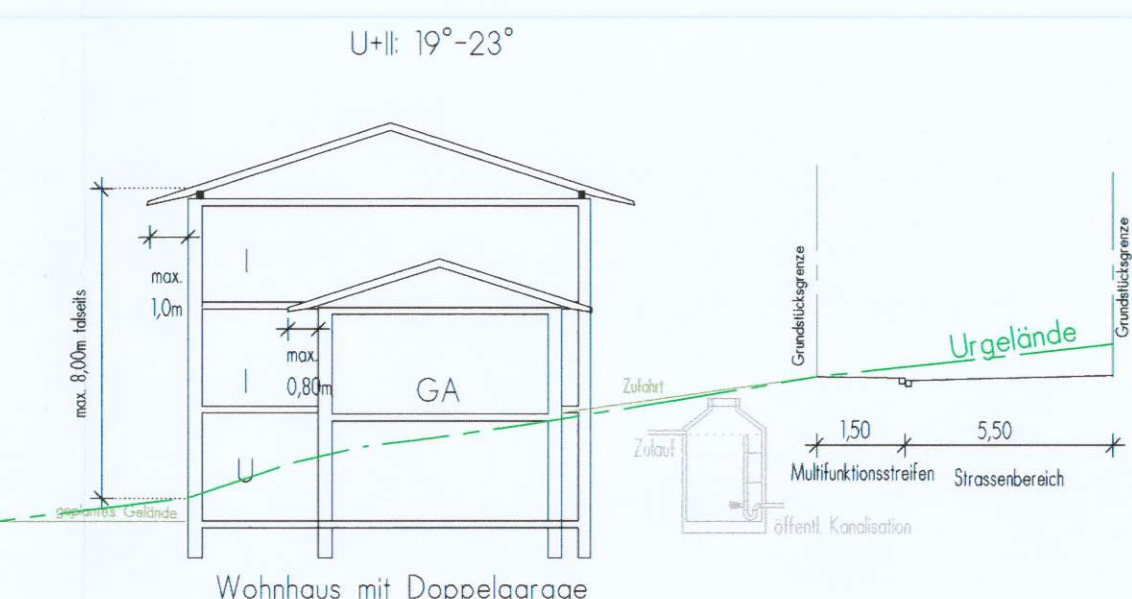 U+II: 19°-23°
max. 8,00m talseits
max.
1,0m
I
I
U
max.
0,80m
GA
Zufahrt
Zulauf
öffentl. Kanalisation
geplantes Gelände
Grundstücksgrenze
Grundstücksgrenze
Urgelände
1,50
5,50
Multifunktionsstreifen
Strassenbereich
Wohnhaus mit Doppelgarage